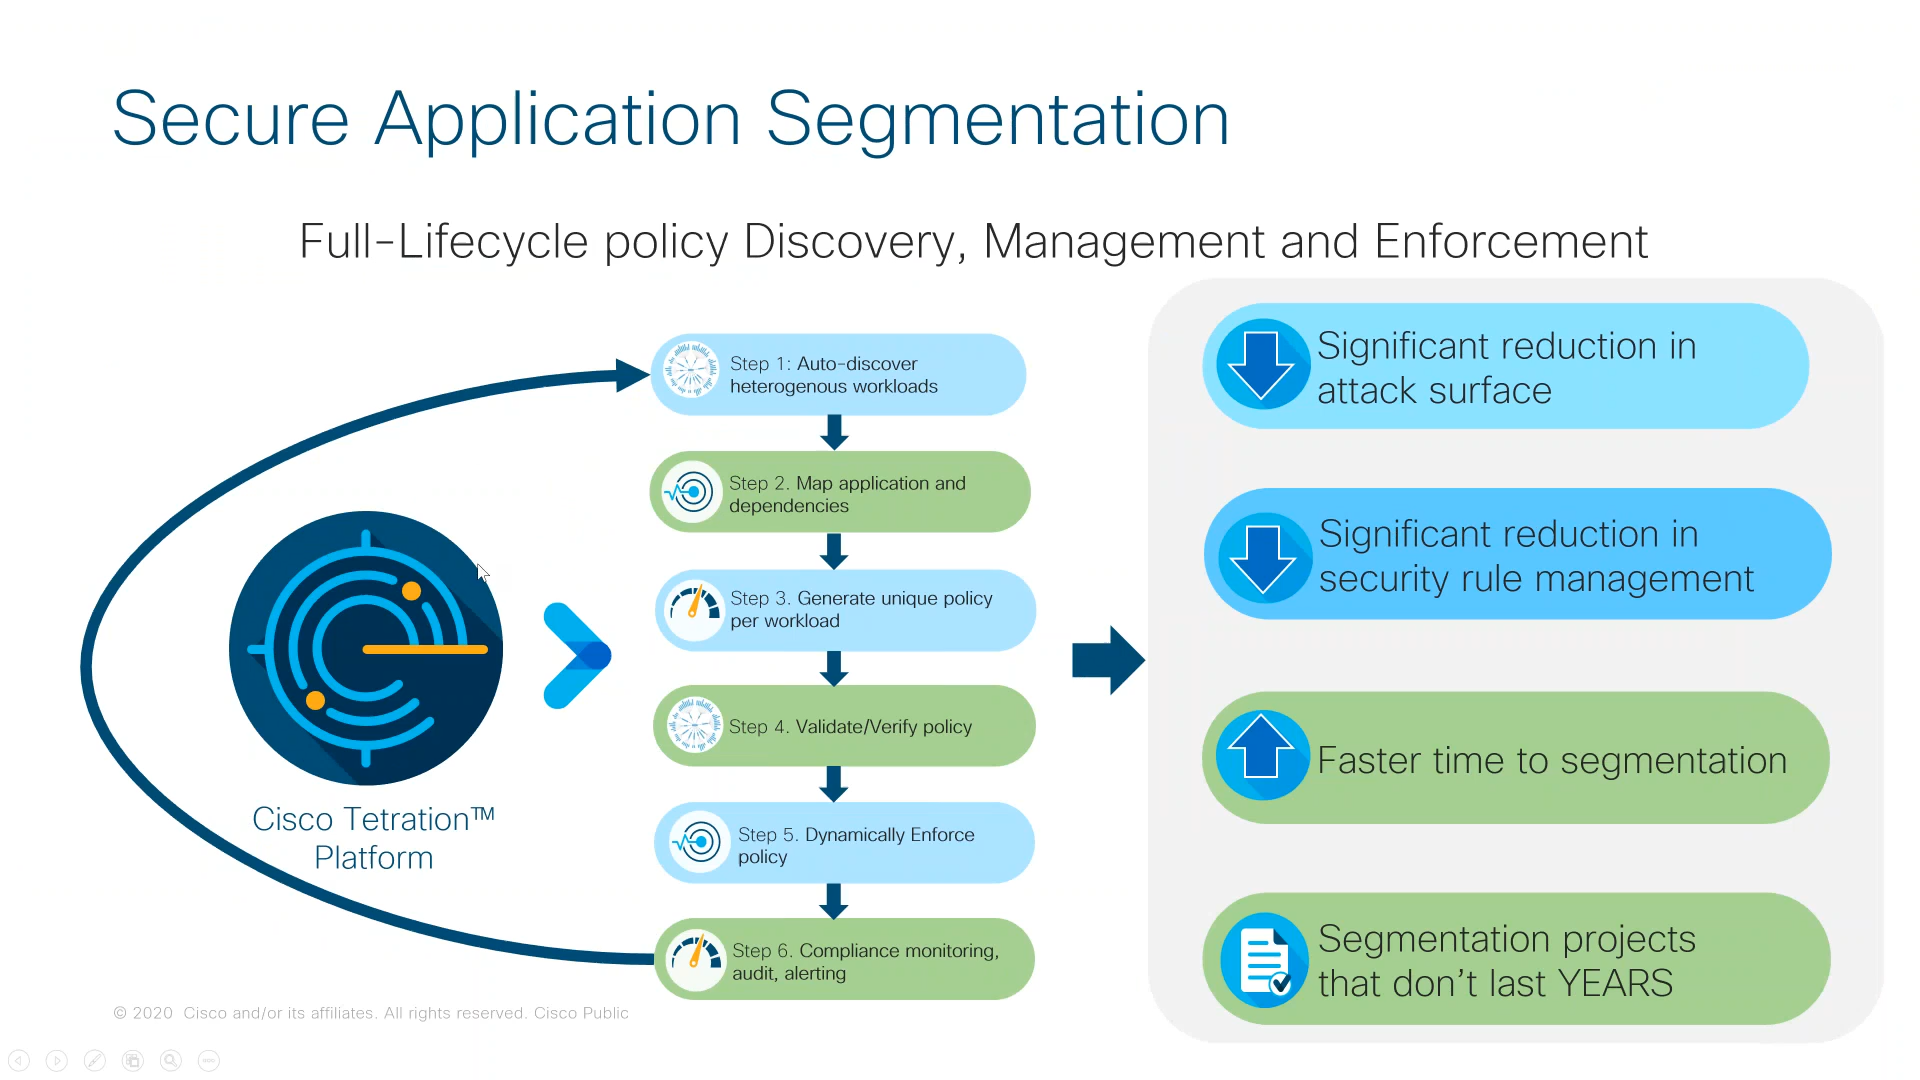 Secure Application Segmentation
Full-Lifecycle policy Discovery, Management and Enforcement
Step 1: Auto-discover
heterogenous workloads
Step 2. Map application and
dependencies
Step 3. Generate unique policy
per workload
Step 4. Validate/Verify policy
Step 5. Dynamically Enforce
policy
Step 6. Compliance monitoring,
audit, alerting
Cisco Tetration™
Platform
Significant reduction in
attack surface
Significant reduction in
security rule management
Faster time to segmentation
Segmentation projects
that don't last YEARS
© 2020 Cisco and/or its affiliates. All rights reserved. Cisco Public